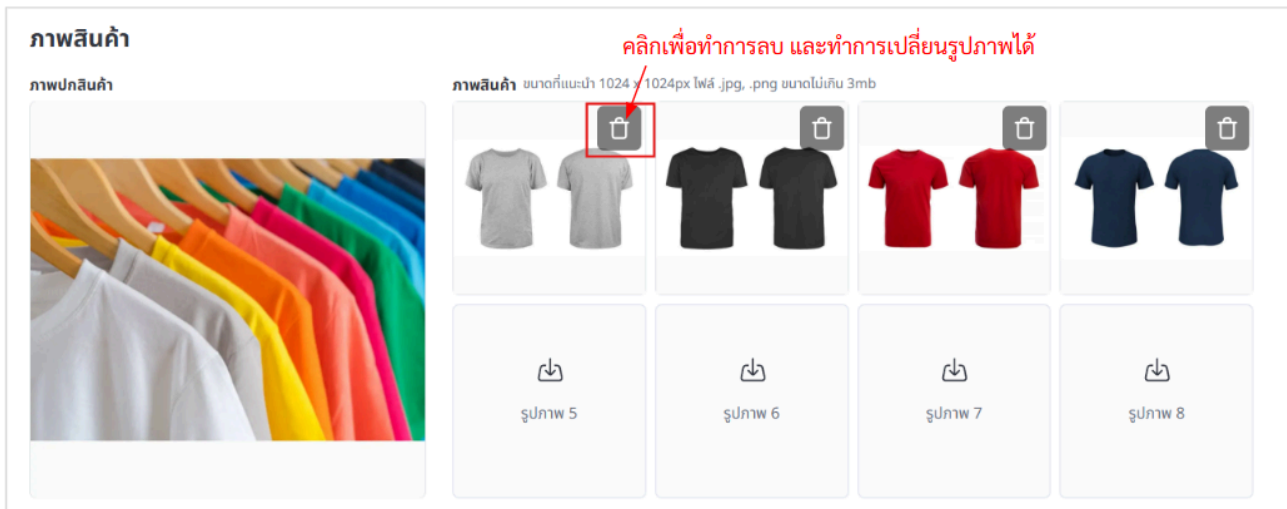 ภาพสินค้า
คลิกเพื่อทำการลบ และทำการเปลี่ยนรูปภาพได้
ภาพปกสินค้า
ภาพสินค้า ขนาดที่แนะนำ 1024 x 1024px ไฟล์ .jpg, .png ขนาดไม่เกิน 3mb
รูปภาพ 5
รูปภาพ 6
รูปภาพ 7
รูปภาพ 8